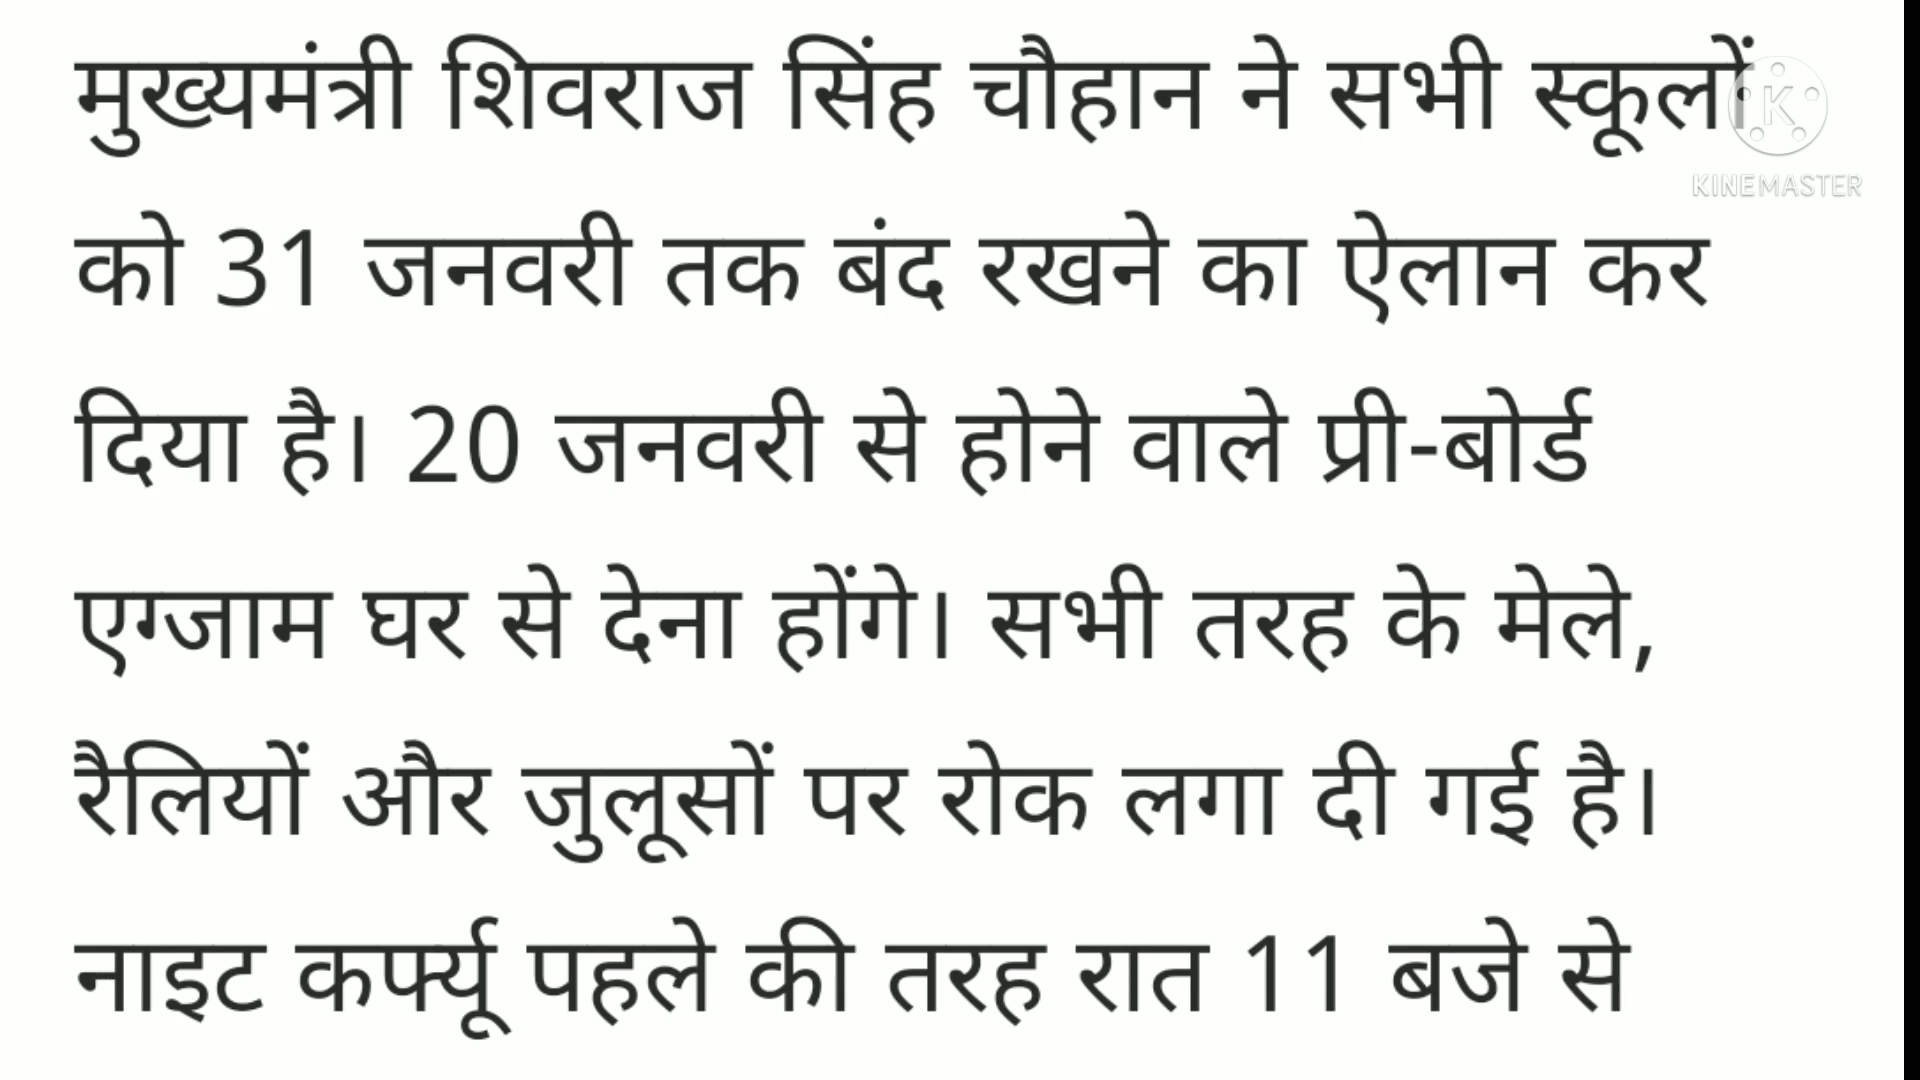 मुख्यमंत्री शिवराज सिंह चौहान ने सभी स्कूलों
को 31 जनवरी तक बंद रखने का ऐलान कर
दिया है। 20 जनवरी से होने वाले प्री-बोर्ड
एग्जाम घर से देना होंगे। सभी तरह के मेले,
रैलियों और जुलूसों पर रोक लगा दी गई है।
नाइट कर्फ्यू पहले की तरह रात 11 बजे से
K
KINEMASTER